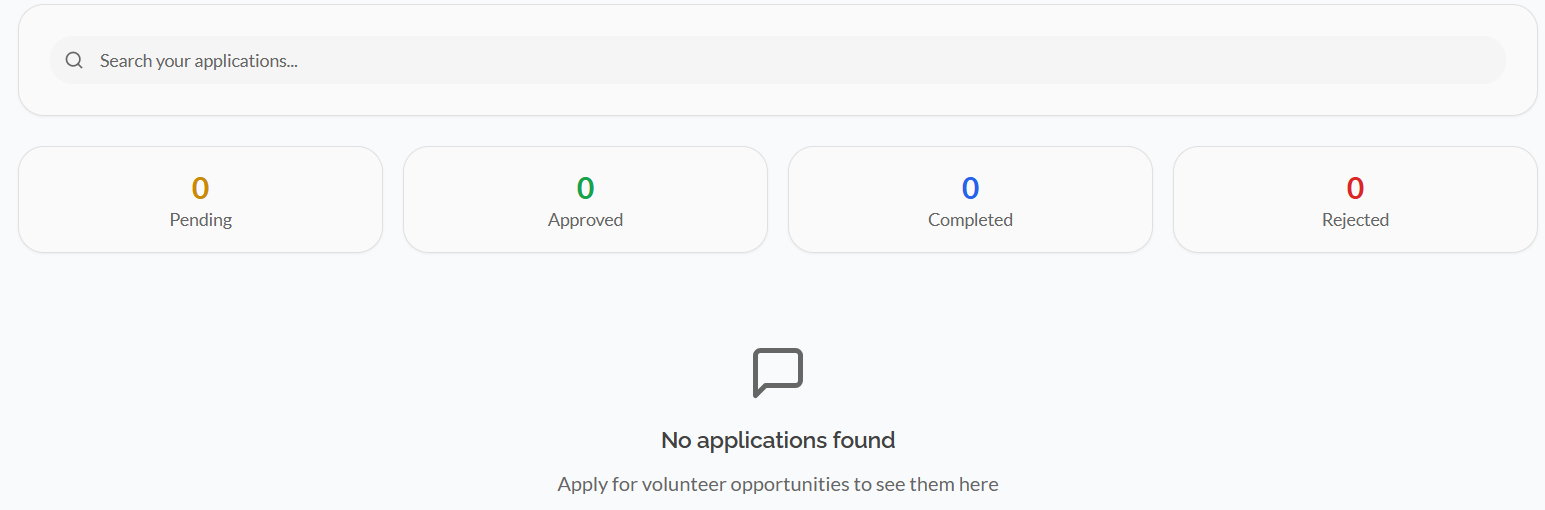 Search your applications...
0
Pending
0
Approved
0
Completed
0
Rejected
No applications found
Apply for volunteer opportunities to see them here